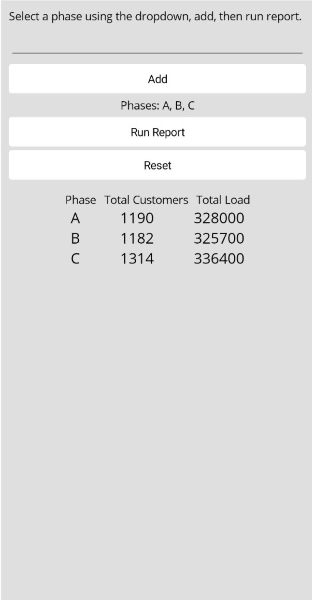 Select a phase using the dropdown, add, then run report.
Add
Phases: A, B, C
Run Report
Reset
Phase Total Customers Total Load
A 1190 328000
B 1182 325700
C 1314 336400